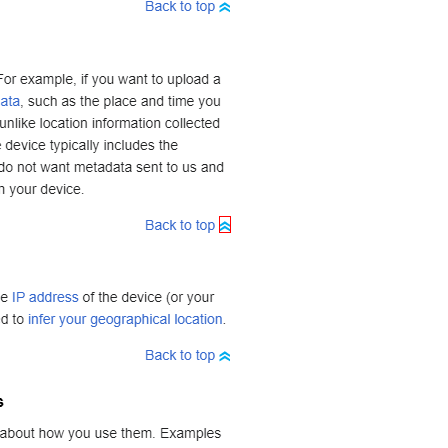 Back to top
For example, if you want to upload a
ata, such as the place and time you
unlike location information collected
device typically includes the
do not want metadata sent to us and
n your device.
Back to top
e IP address of the device (or your
d to infer your geographical location.
Back to top
s
about how you use them. Examples